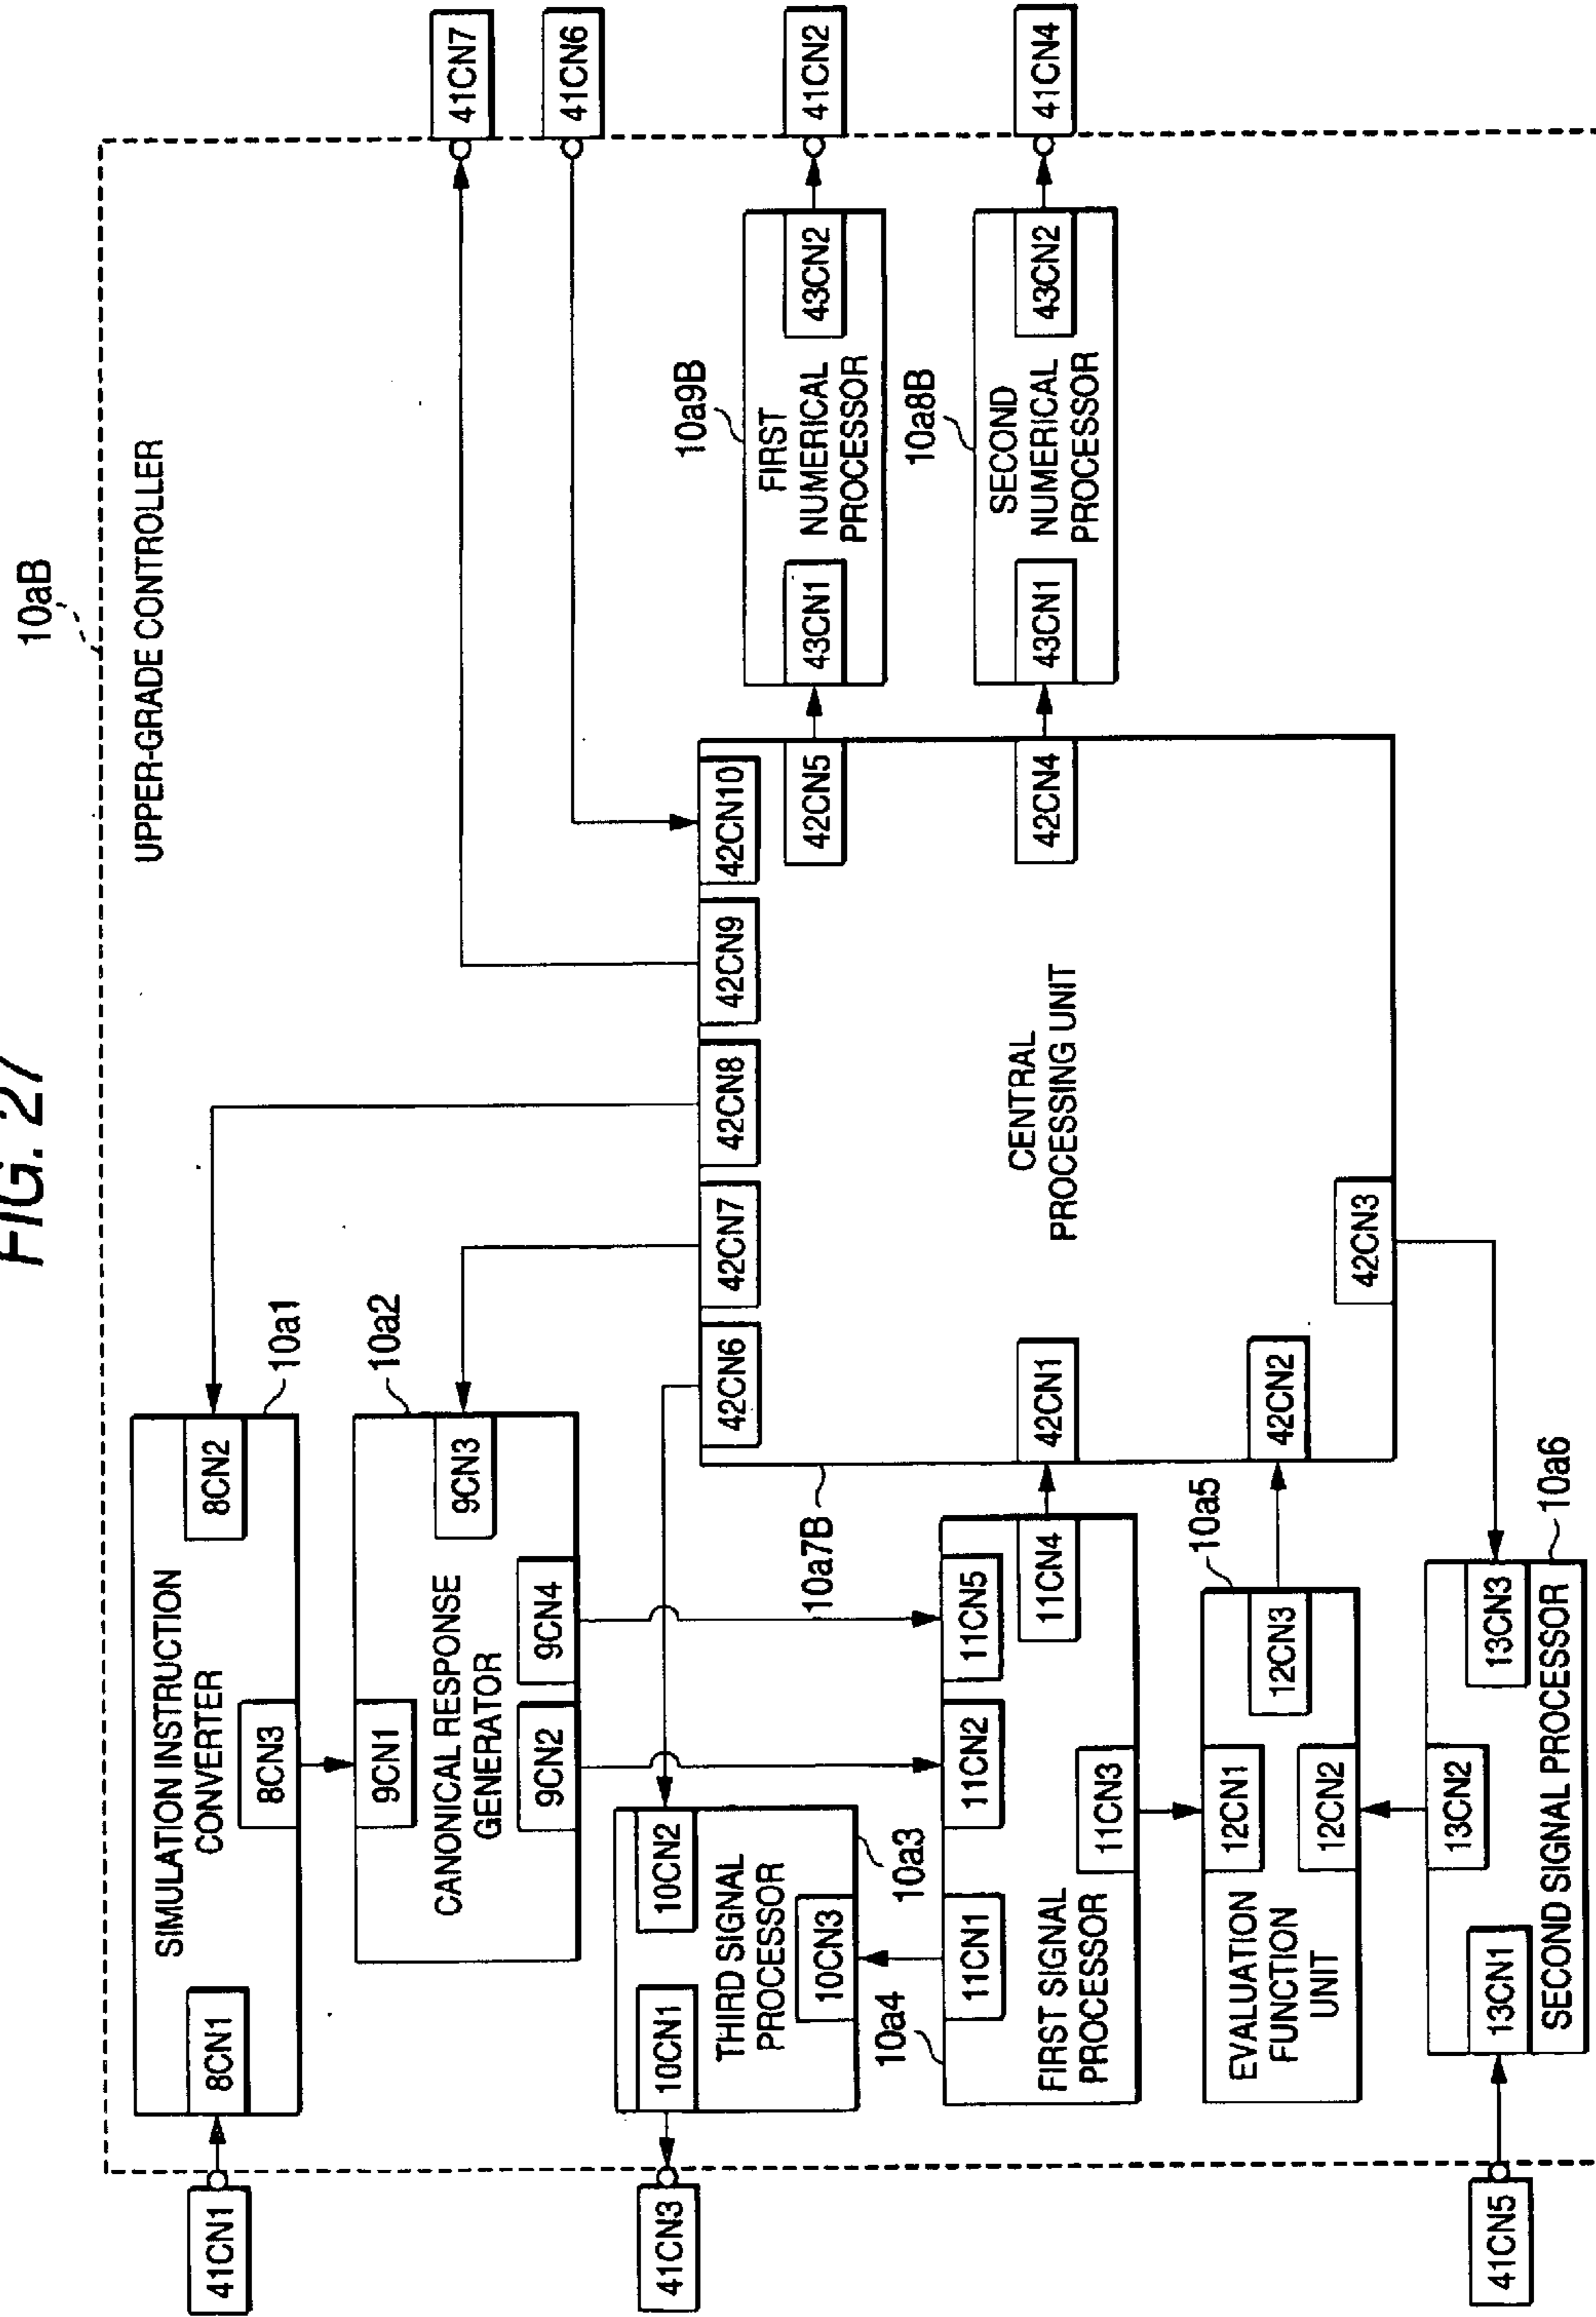 FIG. 27
10aB
UPPER-GRADE CONTROLLER
41CN1
8CN1
SIMULATION INSTRUCTION
CONVERTER
8CN2
8CN3
10a1
9CN1
CANONICAL RESPONSE
GENERATOR
9CN3
9CN2
9CN4
10a2
41CN3
10CN1
10CN2
THIRD SIGNAL
PROCESSOR
10CN3
10a3
10a4
11CN1
11CN2
11CN5
FIRST SIGNAL
PROCESSOR
11CN3
11CN4
10a5
12CN1
EVALUATION
FUNCTION
UNIT
12CN2
12CN3
41CN5
13CN1
13CN2
13CN3
SECOND SIGNAL PROCESSOR
10a6
10a7B
42CN6
42CN7
42CN8
42CN9
42CN10
42CN1
42CN2
42CN3
CENTRAL
PROCESSING UNIT
42CN5
42CN4
10a9B
FIRST
NUMERICAL
PROCESSOR
43CN1
43CN2
10a8B
SECOND
NUMERICAL
PROCESSOR
43CN1
43CN2
41CN7
41CN6
41CN2
41CN4